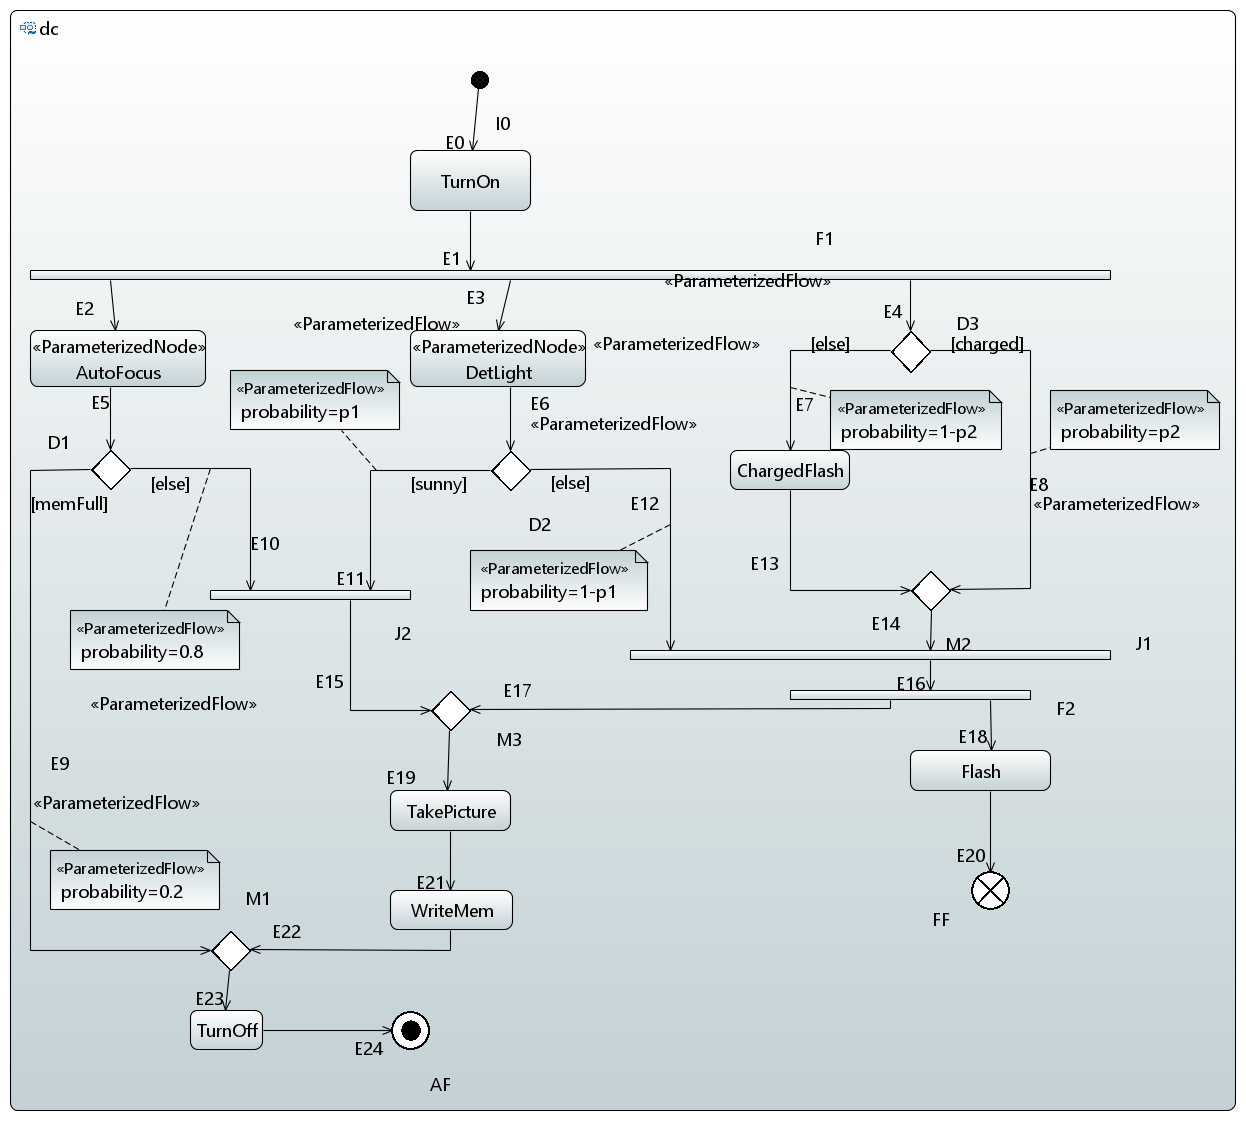 dc
I0
E0
TurnOn
F1
E1
«ParameterizedFlow»
E2
E3
E4
D3
«ParameterizedFlow»
«ParameterizedFlow»
[else]
[charged]
«ParameterizedNode»
AutoFocus
«ParameterizedNode»
DetLight
«ParameterizedFlow»
probability=p1
E5
E6
«ParameterizedFlow»
E7
«ParameterizedFlow»
probability=1-p2
«ParameterizedFlow»
probability=p2
D1
[memFull]
[else]
[sunny]
[else]
ChargedFlash
E8
«ParameterizedFlow»
E12
D2
E10
E11
«ParameterizedFlow»
probability=1-p1
E13
«ParameterizedFlow»
probability=0.8
J2
E14
M2
J1
E15
E17
E16
«ParameterizedFlow»
F2
M3
E18
E9
E19
Flash
«ParameterizedFlow»
TakePicture
«ParameterizedFlow»
probability=0.2
E20
E21
M1
WriteMem
FF
E22
E23
TurnOff
E24
AF